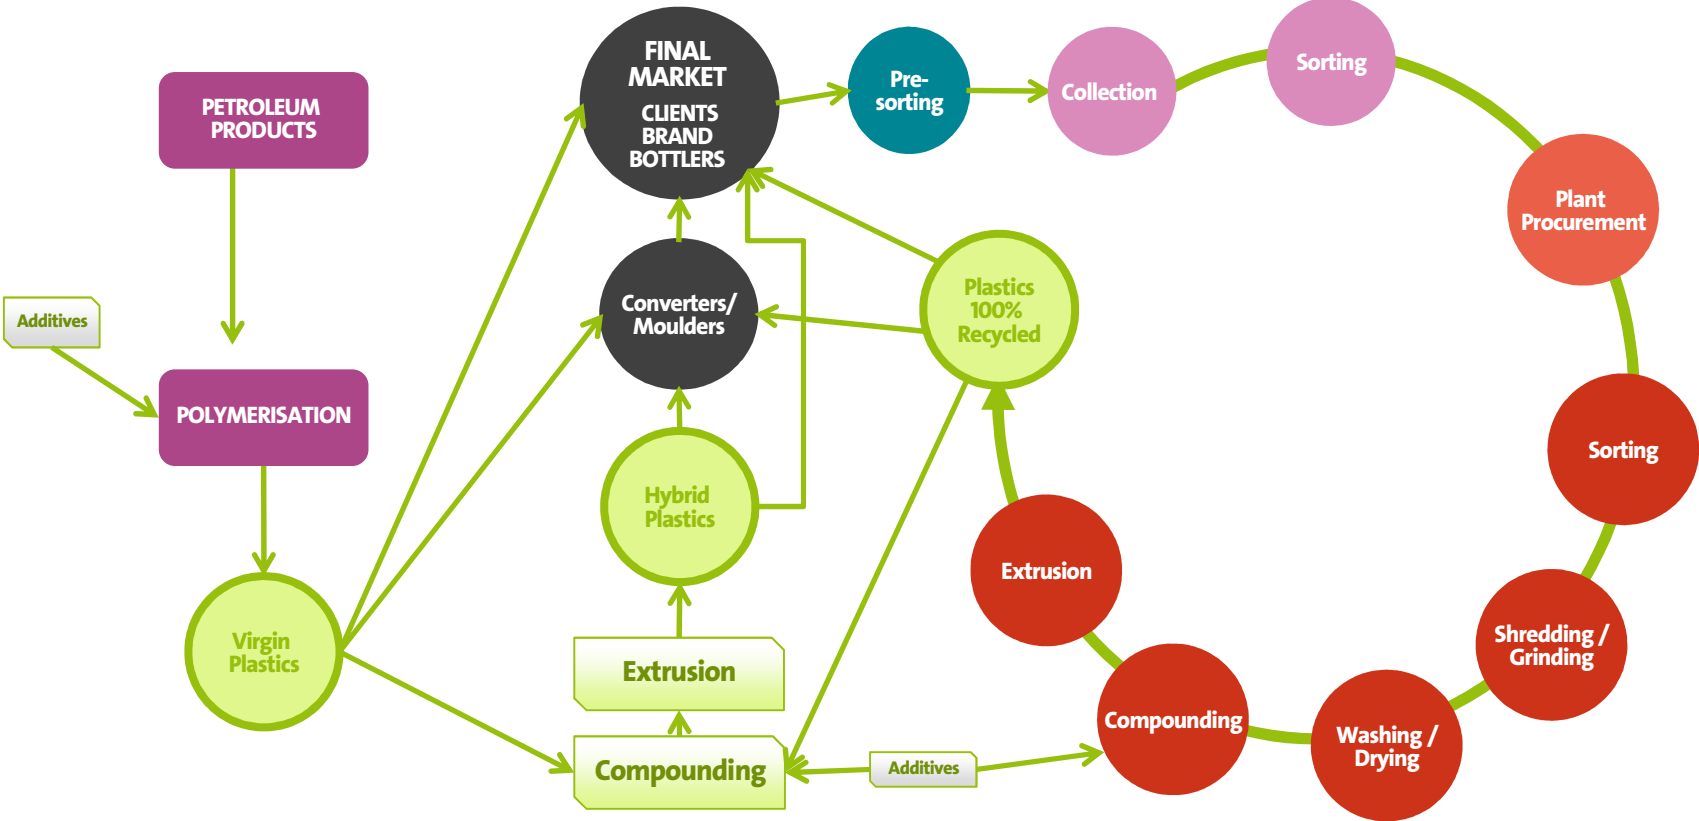 FINAL
MARKET
CLIENTS
BRAND
BOTTLERS
Pre-
sorting
Collection
Sorting
PETROLEUM
PRODUCTS
Plant
Procurement
Additives
Converters/
Moulders
Plastics
100%
Recycled
POLYMERISATION
Sorting
Hybrid
Plastics
Extrusion
Virgin
Plastics
Extrusion
Shredding /
Grinding
Compounding
Washing /
Drying
Compounding
Additives